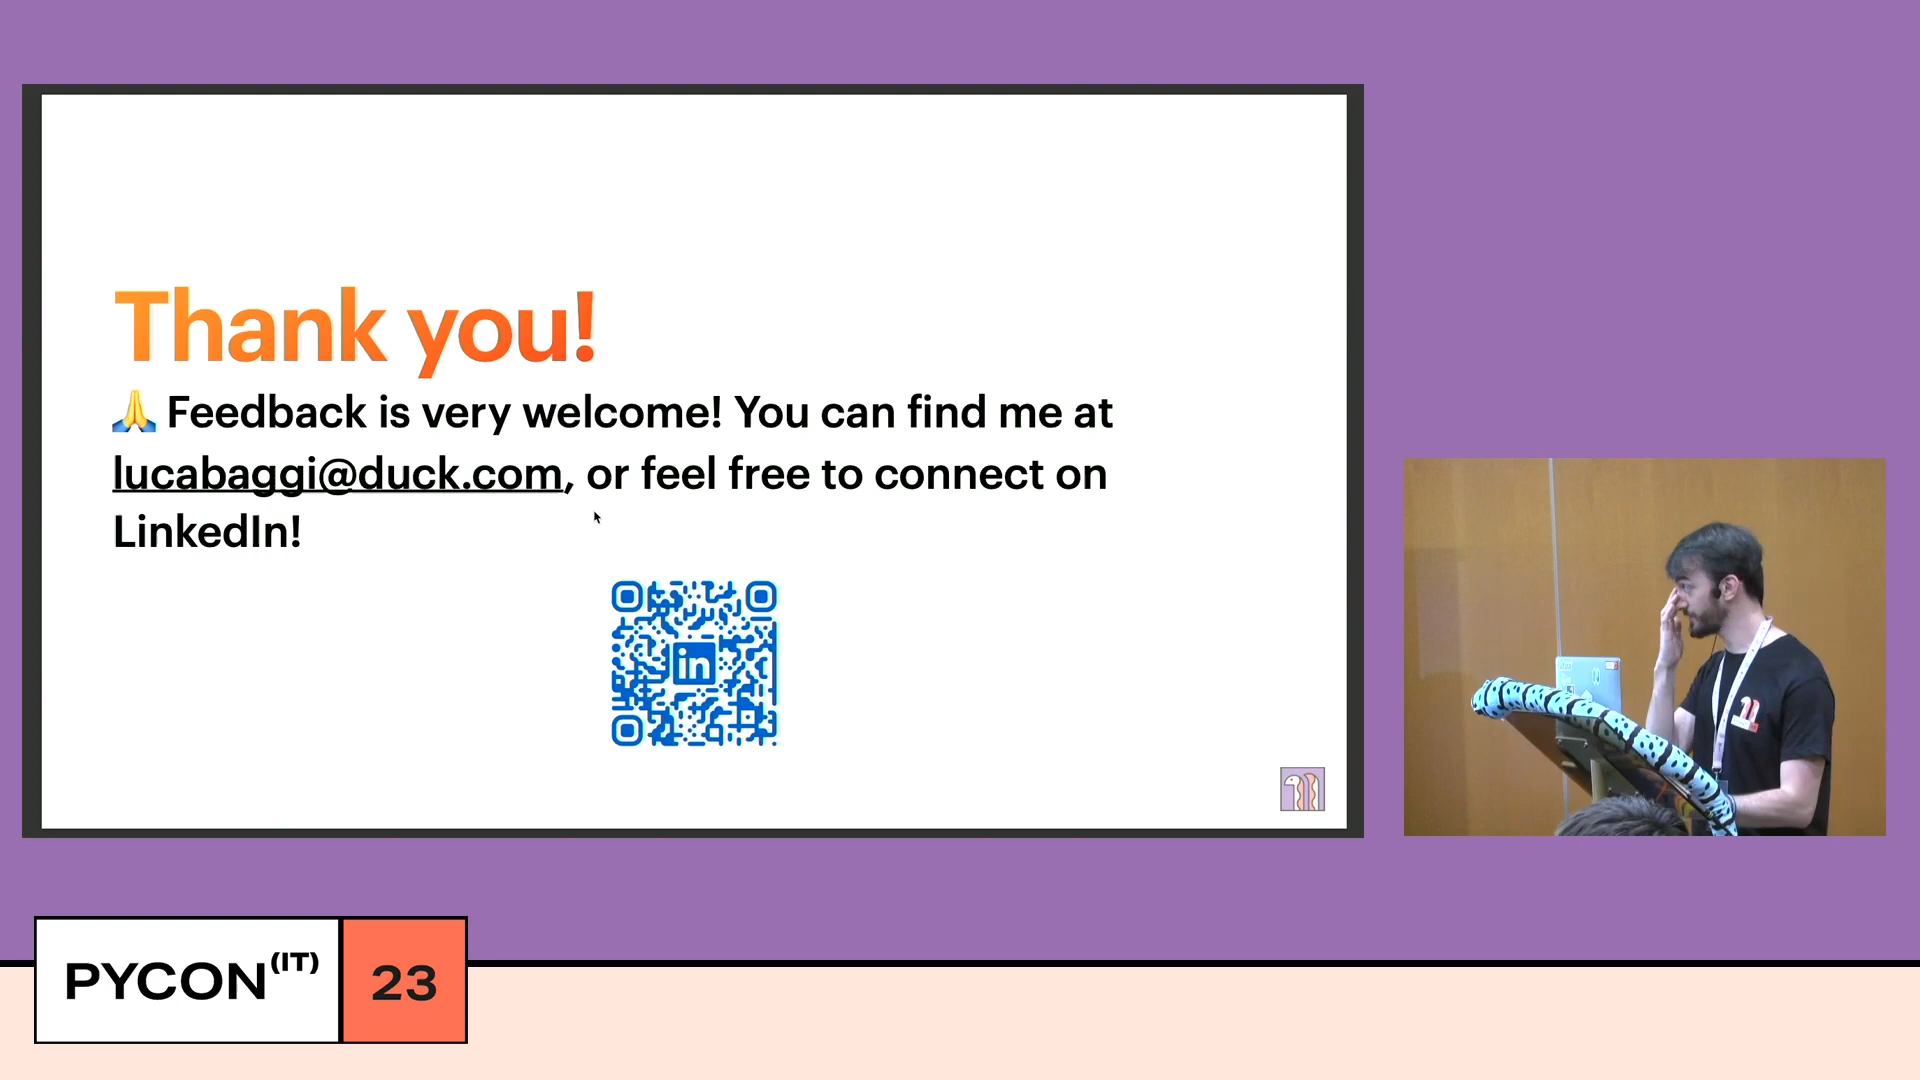 Thank you!
🙏 Feedback is very welcome! You can find me at
lucabaggi@duck.com, or feel free to connect on
LinkedIn!
in
PYCON(IT) 23